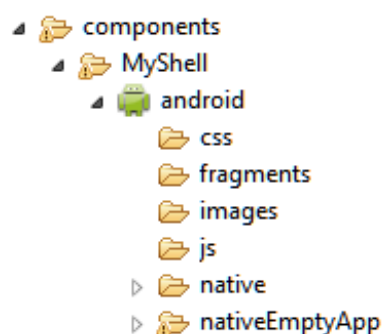 components
MyShell
android
css
fragments
images
js
native
nativeEmptyApp